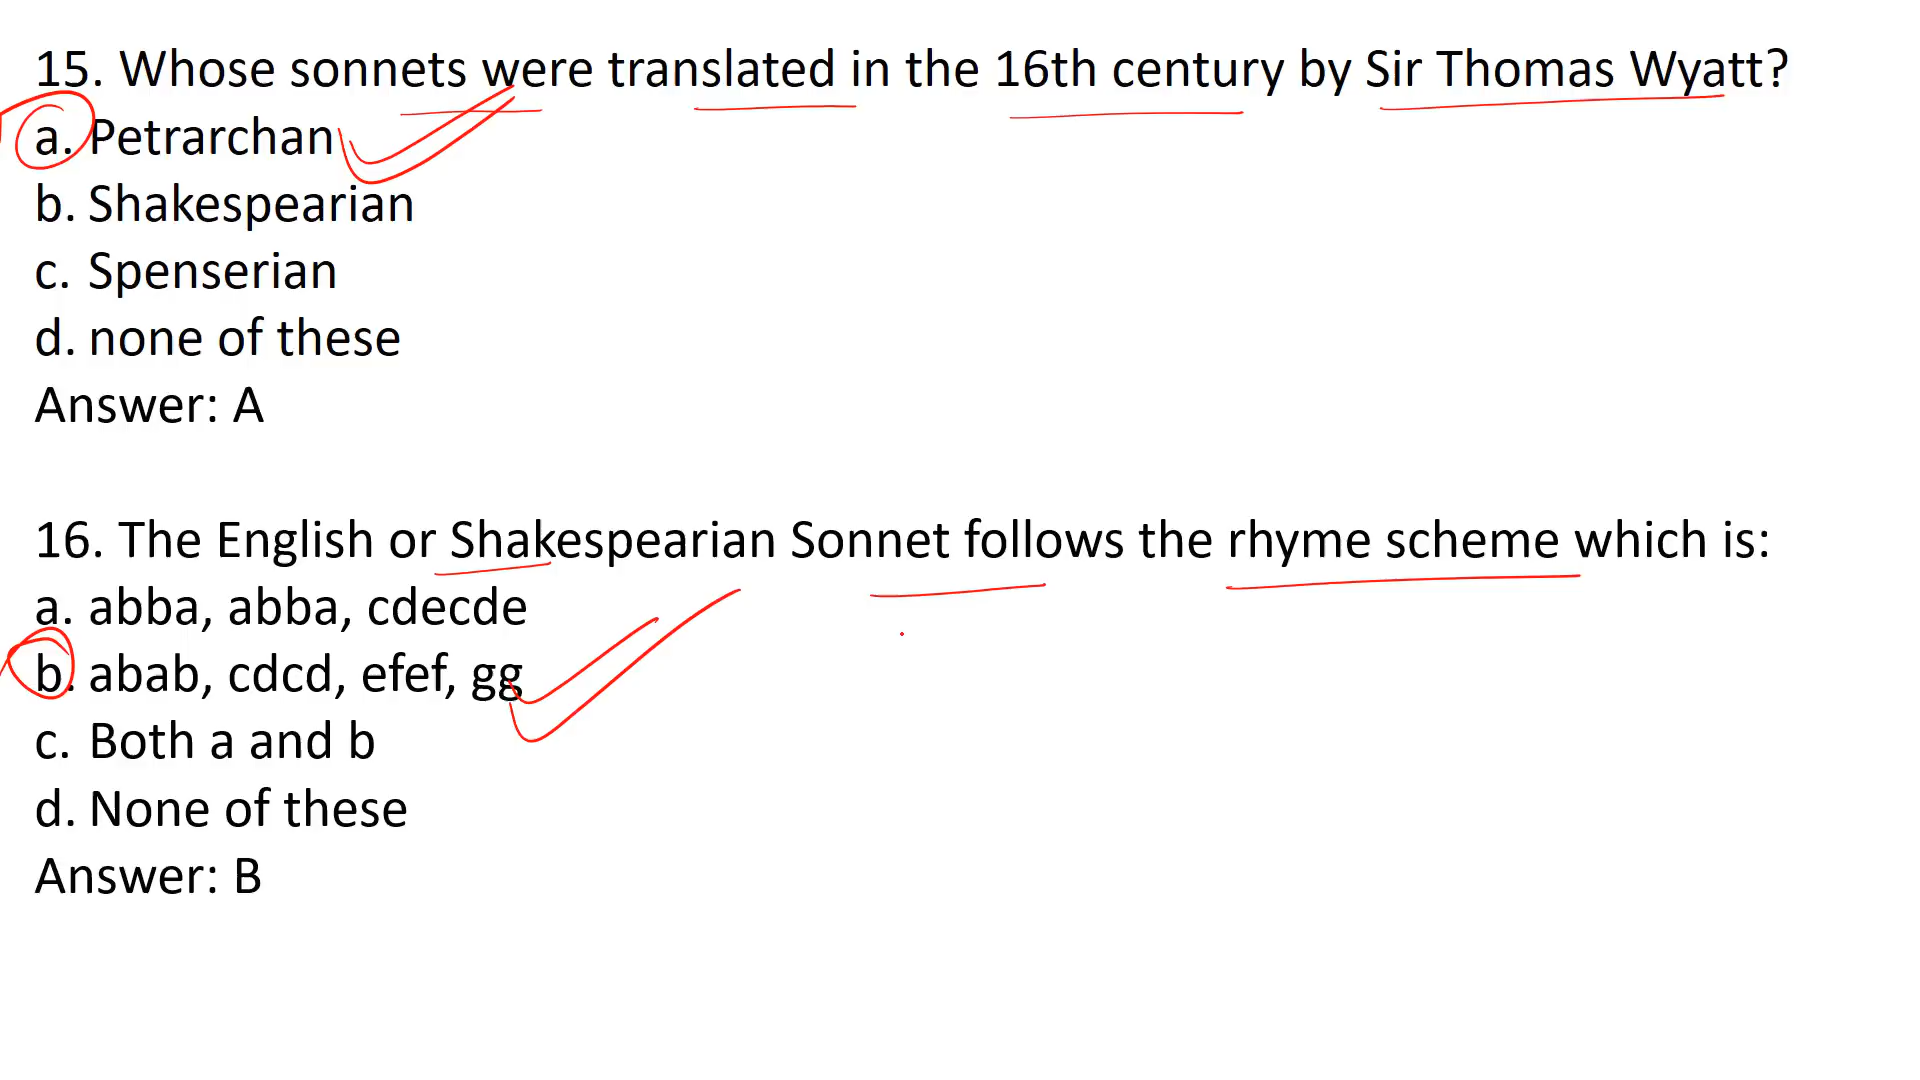 15. Whose sonnets were translated in the 16th century by Sir Thomas Wyatt?
a. Petrarchan
b. Shakespearian
c. Spenserian
d. none of these
Answer: A
16. The English or Shakespearian Sonnet follows the rhyme scheme which is:
a. abba, abba, cdecde
b. abab, cdcd, efef, gg
c. Both a and b
d. None of these
Answer: B